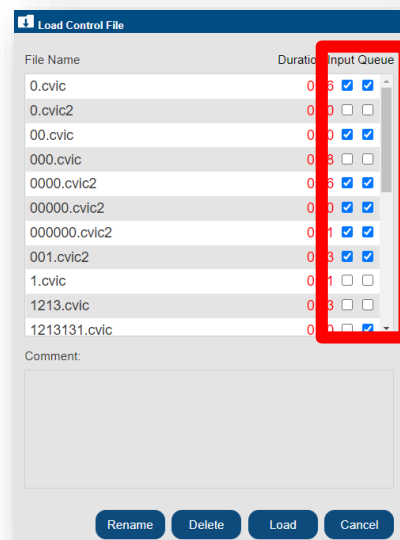 Load Control File
File Name Duration Input Queue
0.cvic
0.cvic2
00.cvic
000.cvic
0000.cvic2
00000.cvic2
000000.cvic2
001.cvic2
1.cvic
1213.cvic
1213131.cvic
Comment:
Rename Delete Load Cancel